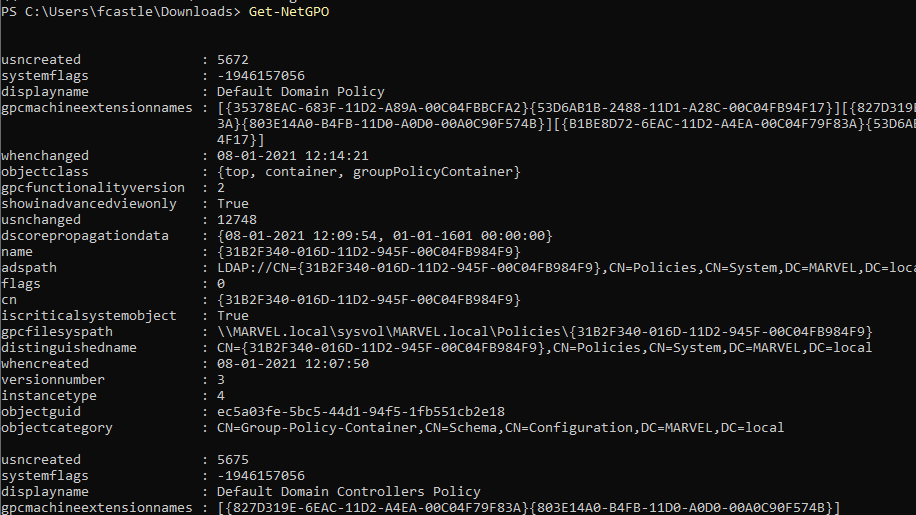 PS C:\Users\fcastle\Downloads> Get-NetGPO
usncreated : 5672
systemflags : -1946157056
displayname : Default Domain Policy
gpcmachineextensionnames : [{35378EAC-683F-11D2-A89A-00C04FBBCFA2}{53D6AB1B-2488-11D1-A28C-00C04FB94F17}][{827D319E
3A}{803E14A0-B4FB-11D0-A0D0-00A0C90F574B}][{B1BE8D72-6EAC-11D2-A4EA-00C04F79F83A}{53D6AB
4F17}]
whenchanged : 08-01-2021 12:14:21
objectclass : {top, container, groupPolicyContainer}
gpcfunctionalityversion : 2
showinadvancedviewonly : True
usnchanged : 12748
dscorepropagationdata : {08-01-2021 12:09:54, 01-01-1601 00:00:00}
name : {31B2F340-016D-11D2-945F-00C04FB984F9}
adspath : LDAP://CN={31B2F340-016D-11D2-945F-00C04FB984F9},CN=Policies,CN=System,DC=MARVEL,DC=loca
flags : 0
cn : {31B2F340-016D-11D2-945F-00C04FB984F9}
iscriticalsystemobject : True
gpcfilesyspath : \\MARVEL.local\sysvol\MARVEL.local\Policies\{31B2F340-016D-11D2-945F-00C04FB984F9}
distinguishedname : CN={31B2F340-016D-11D2-945F-00C04FB984F9},CN=Policies,CN=System,DC=MARVEL,DC=local
whencreated : 08-01-2021 12:07:50
versionnumber : 3
instancetype : 4
objectguid : ec5a03fe-5bc5-44d1-94f5-1fb551cb2e18
objectcategory : CN=Group-Policy-Container,CN=Schema,CN=Configuration,DC=MARVEL,DC=local
usncreated : 5675
systemflags : -1946157056
displayname : Default Domain Controllers Policy
gpcmachineextensionnames : [{827D319E-6EAC-11D2-A4EA-00C04F79F83A}{803E14A0-B4FB-11D0-A0D0-00A0C90F574B}]